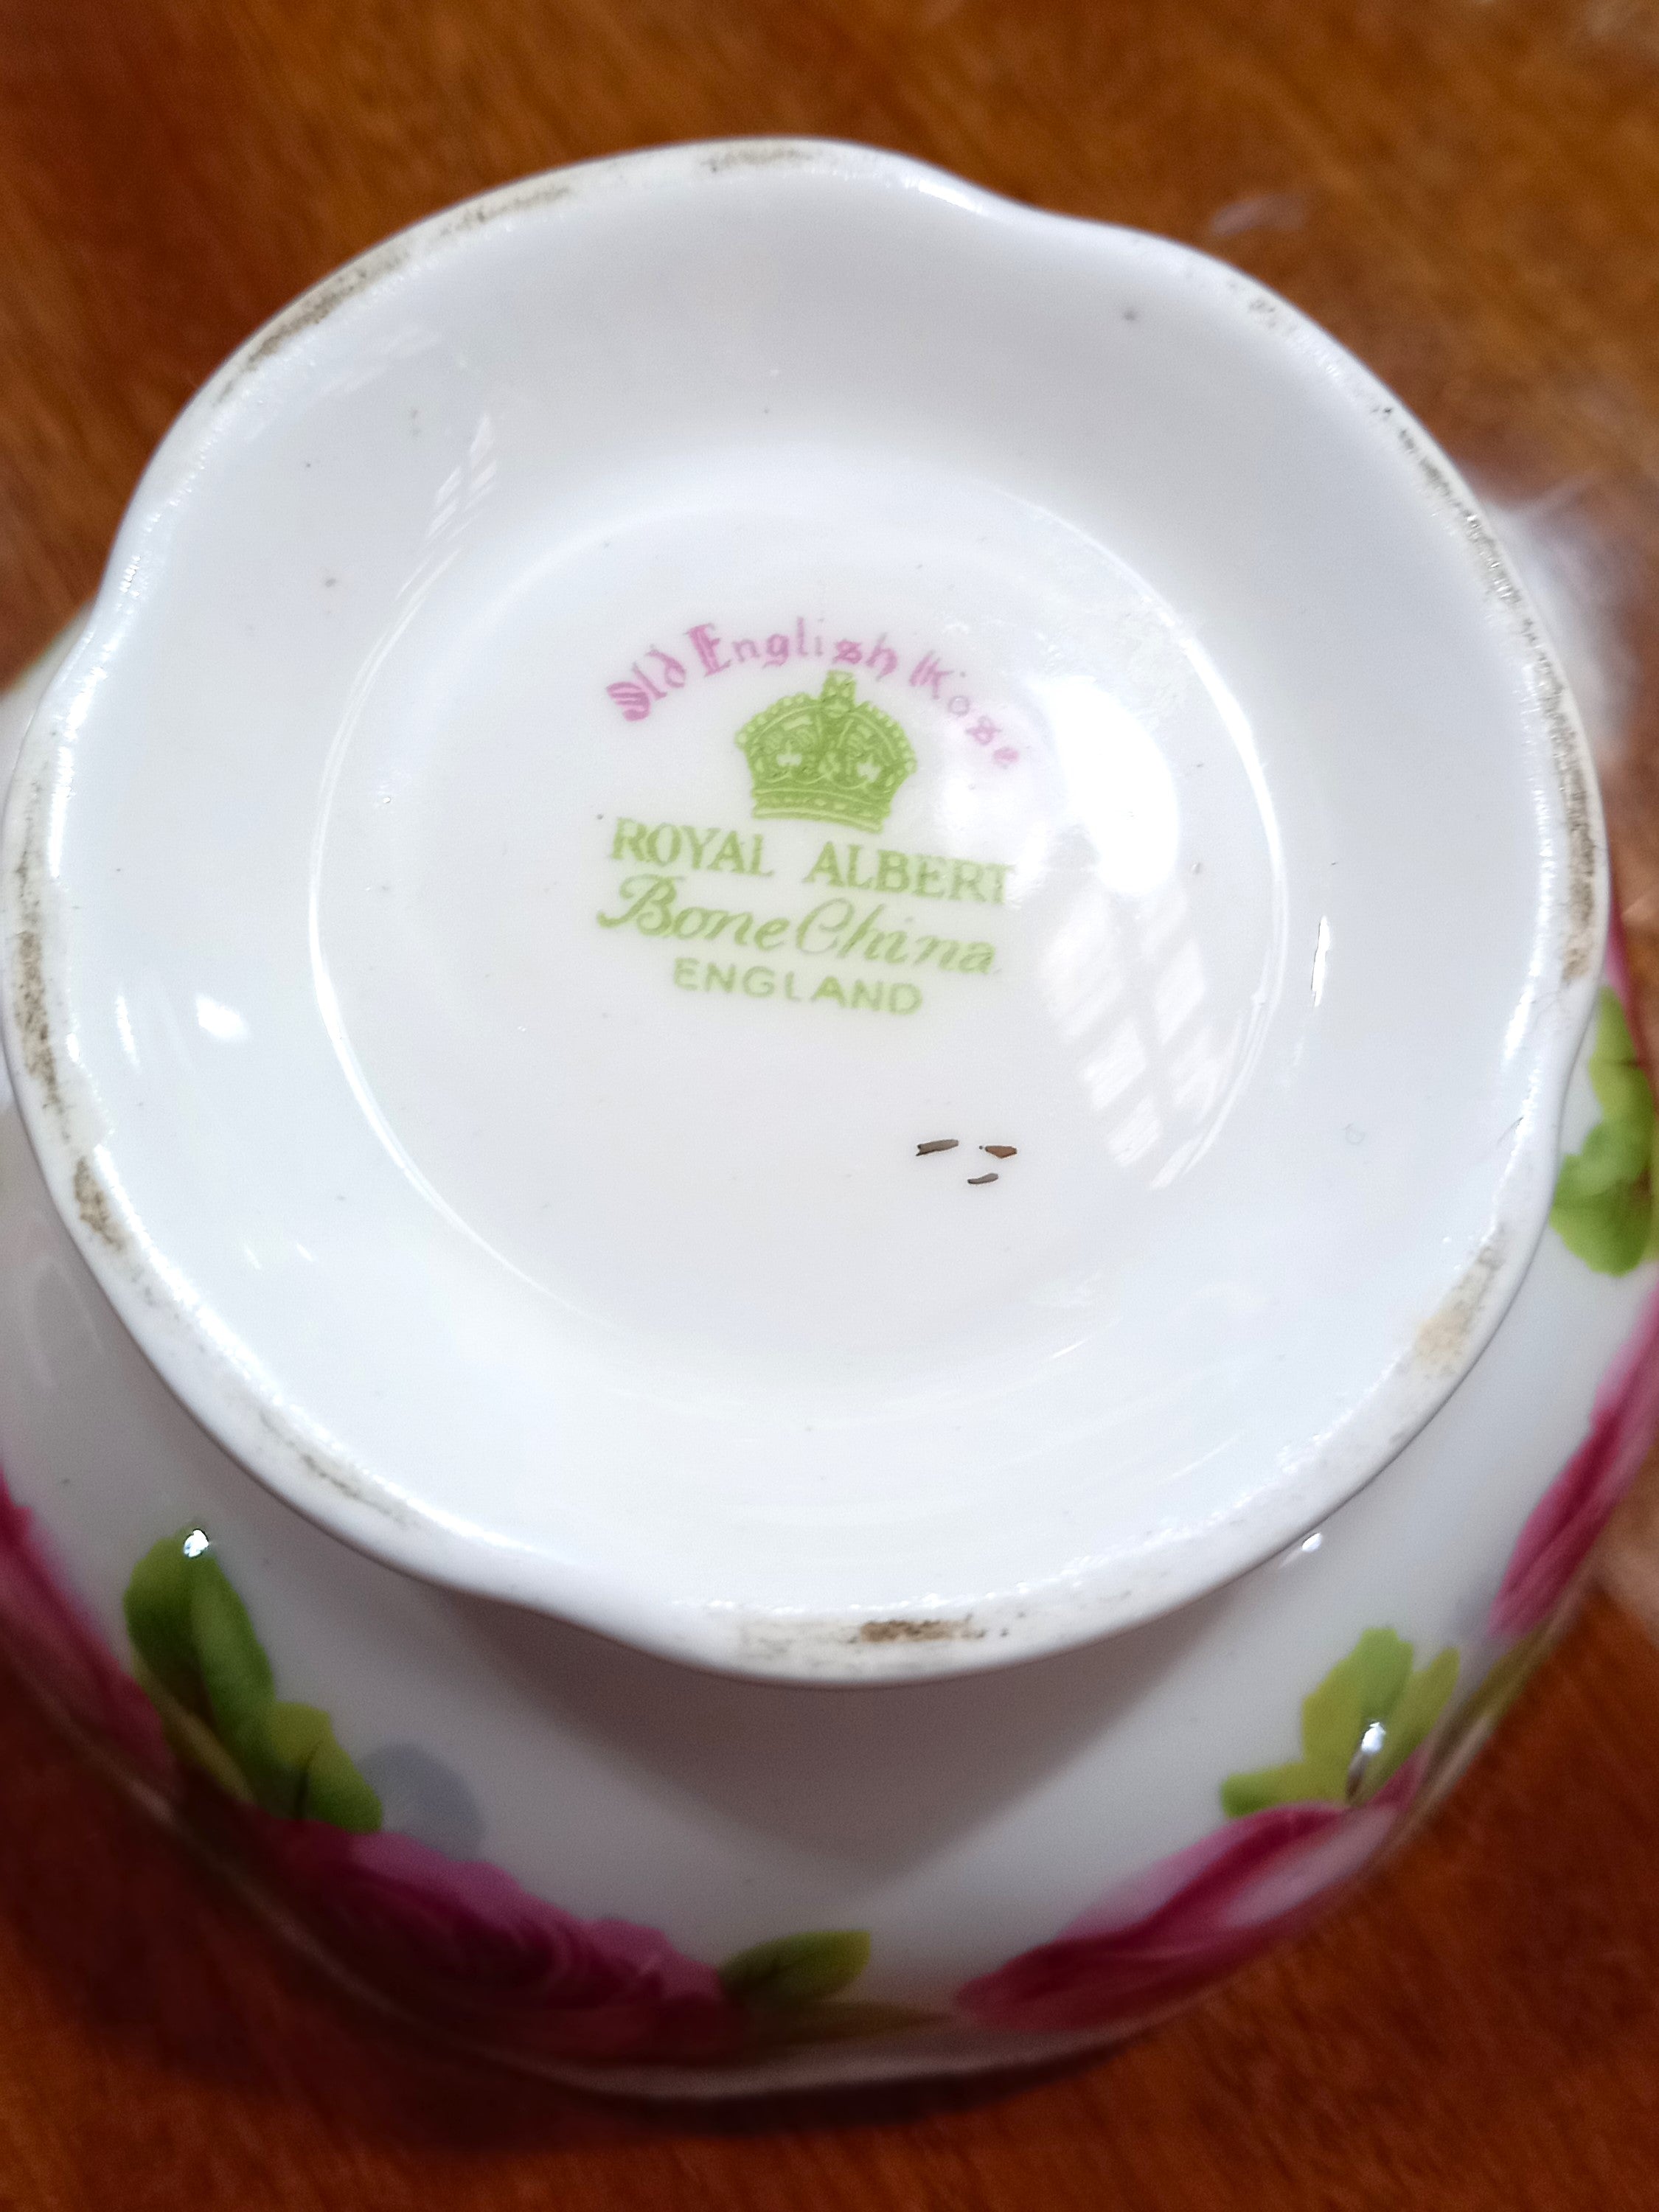 Old English Rose
ROYAL ALBERT
Bone China
ENGLAND